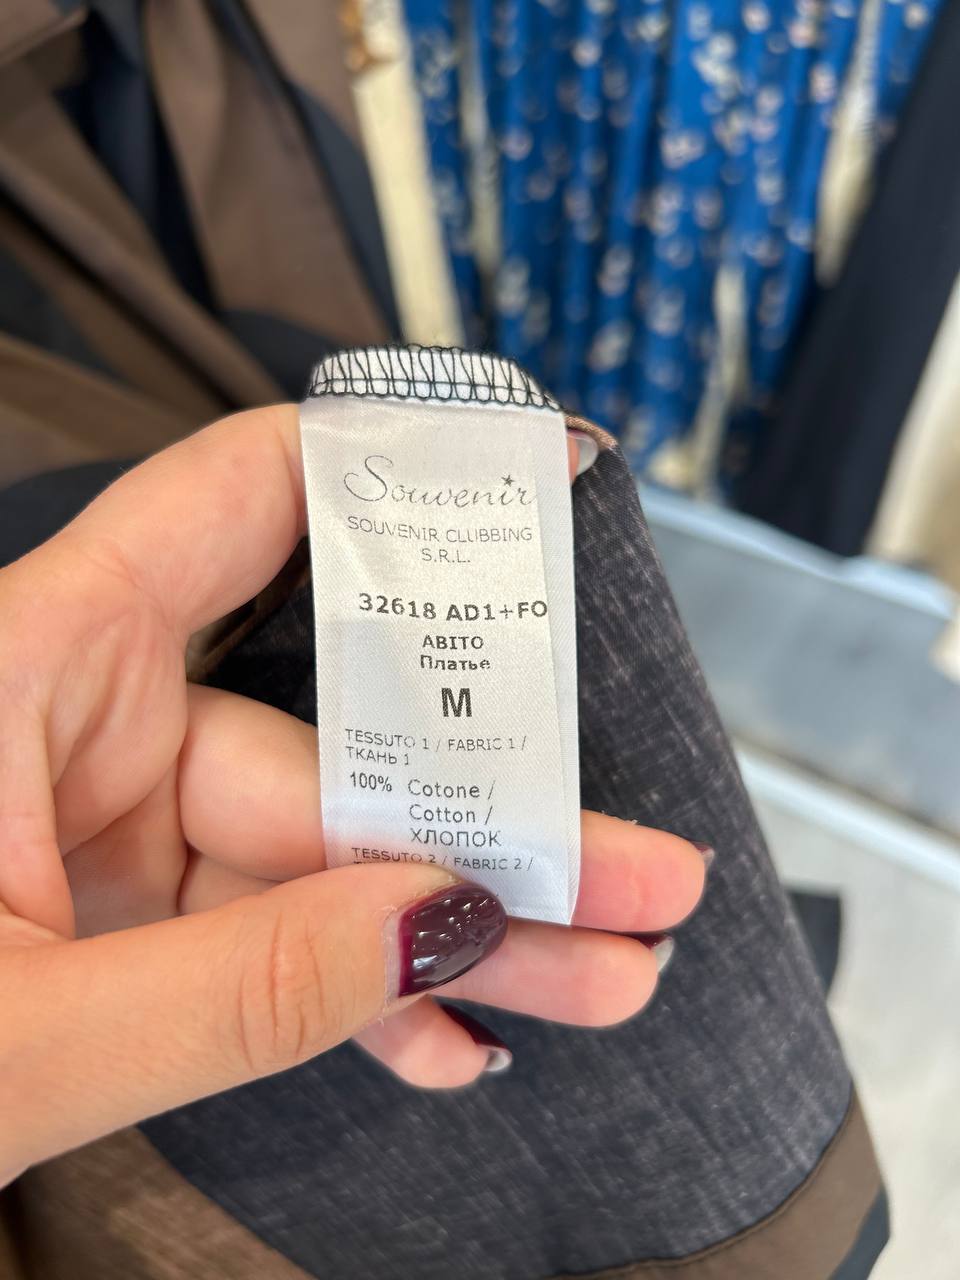 Souvenir
SOUVENIR CLUBBING
S.R.L.
32618 AD1+FO
ABITO
Платье
M
TESSUTO 1 / FABRIC 1 /
ТКАНЬ 1
100% Cotone /
Cotton /
ХЛОПОК
TESSUTO 2 / FABRIC 2 /